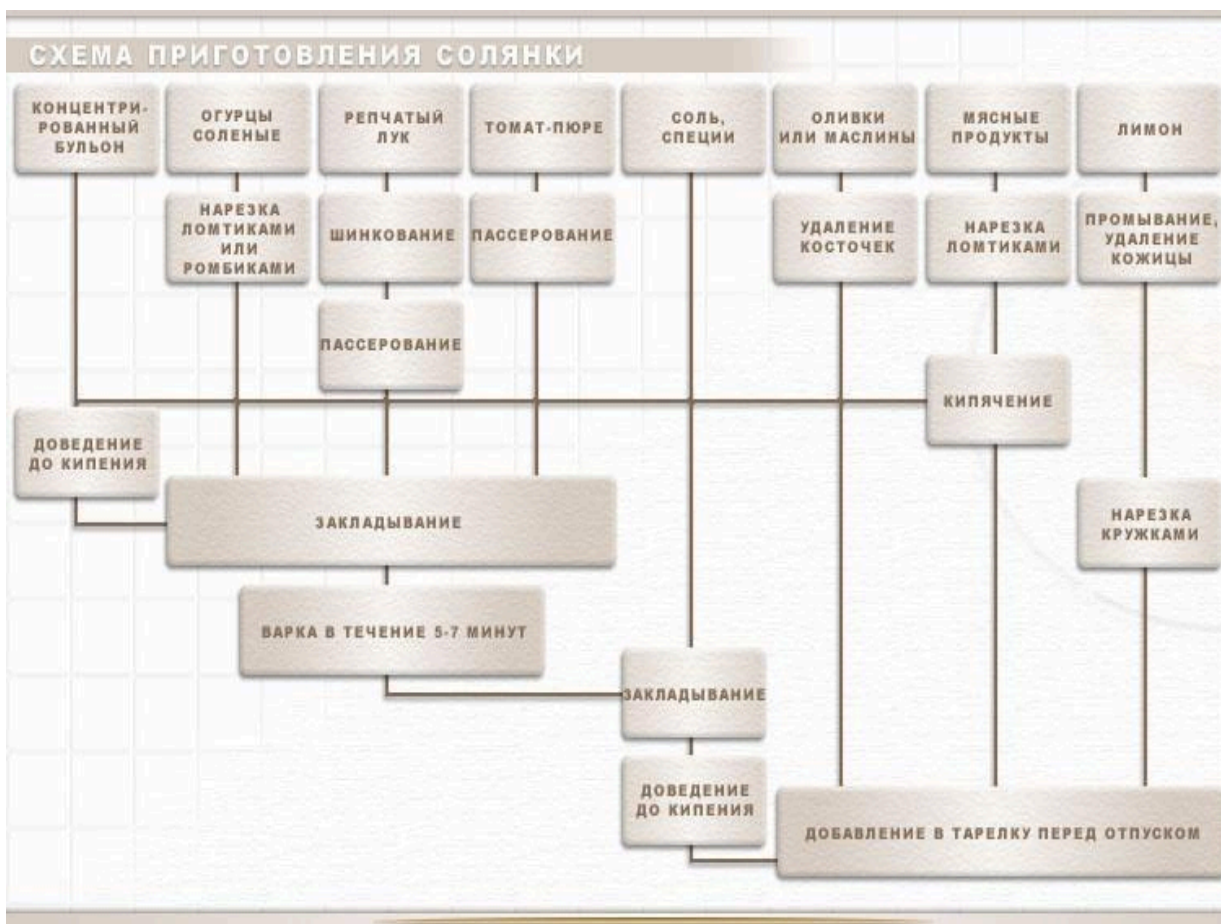 СХЕМА ПРИГОТОВЛЕНИЯ СОЛЯНКИ
КОНЦЕНТРИ-
РОВАННЫЙ
БУЛЬОН
ОГУРЦЫ
СОЛЕНЫЕ
РЕПЧАТЫЙ
ЛУК
ТОМАТ-ПЮРЕ
СОЛЬ,
СПЕЦИИ
ОЛИВКИ
ИЛИ МАСЛИНЫ
МЯСНЫЕ
ПРОДУКТЫ
ЛИМОН
НАРЕЗКА
ЛОМТИКАМИ
ИЛИ
РОМБИКАМИ
ШИНКОВАНИЕ
ПАССЕРОВАНИЕ
УДАЛЕНИЕ
КОСТОЧЕК
НАРЕЗКА
ЛОМТИКАМИ
ПРОМЫВАНИЕ,
УДАЛЕНИЕ
КОЖИЦЫ
ПАССЕРОВАНИЕ
КИПЯЧЕНИЕ
ДОВЕДЕНИЕ
ДО КИПЕНИЯ
ЗАКЛАДЫВАНИЕ
НАРЕЗКА
КРУЖКАМИ
ВАРКА В ТЕЧЕНИЕ 5-7 МИНУТ
ЗАКЛАДЫВАНИЕ
ДОВЕДЕНИЕ
ДО КИПЕНИЯ
ДОБАВЛЕНИЕ В ТАРЕЛКУ ПЕРЕД ОТПУСКОМ